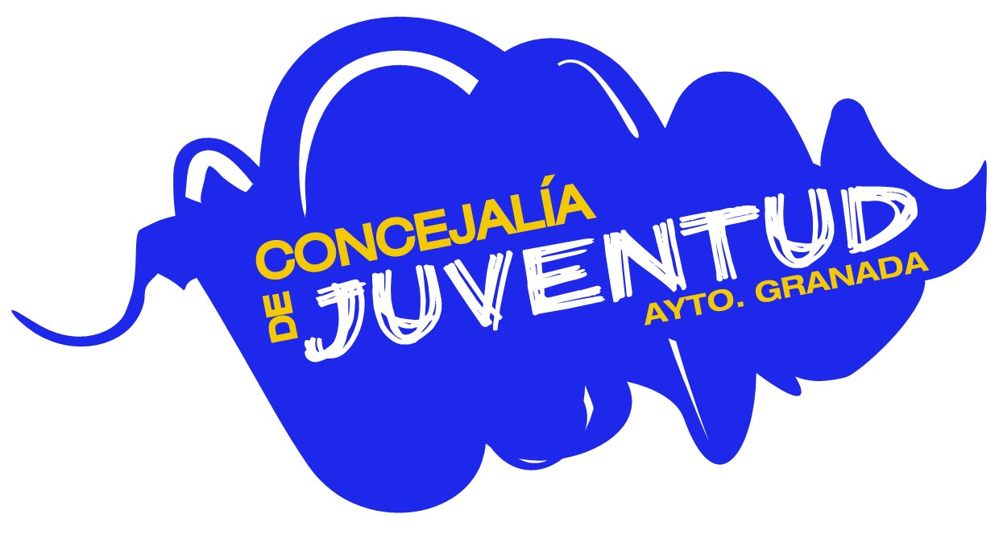 CONCEJALÍA
DE JUVENTUD
AYTO. GRANADA